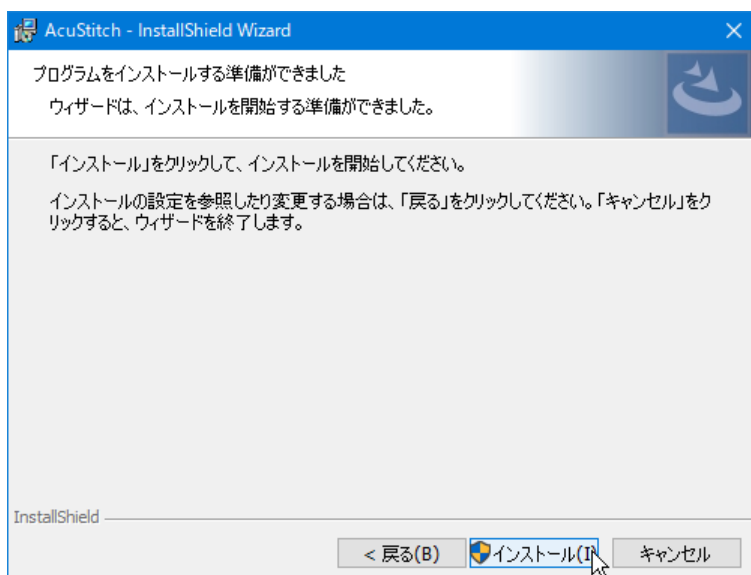 AcuStitch - InstallShield Wizard
プログラムをインストールする準備ができました
ウィザードは、インストールを開始する準備ができました。
「インストール」をクリックして、インストールを開始してください。
インストールの設定を参照したり変更する場合は、「戻る」をクリックしてください。「キャンセル」をク
リックすると、ウィザードを終了します。
InstallShield
< 戻る(B)
インストール(I)
キャンセル